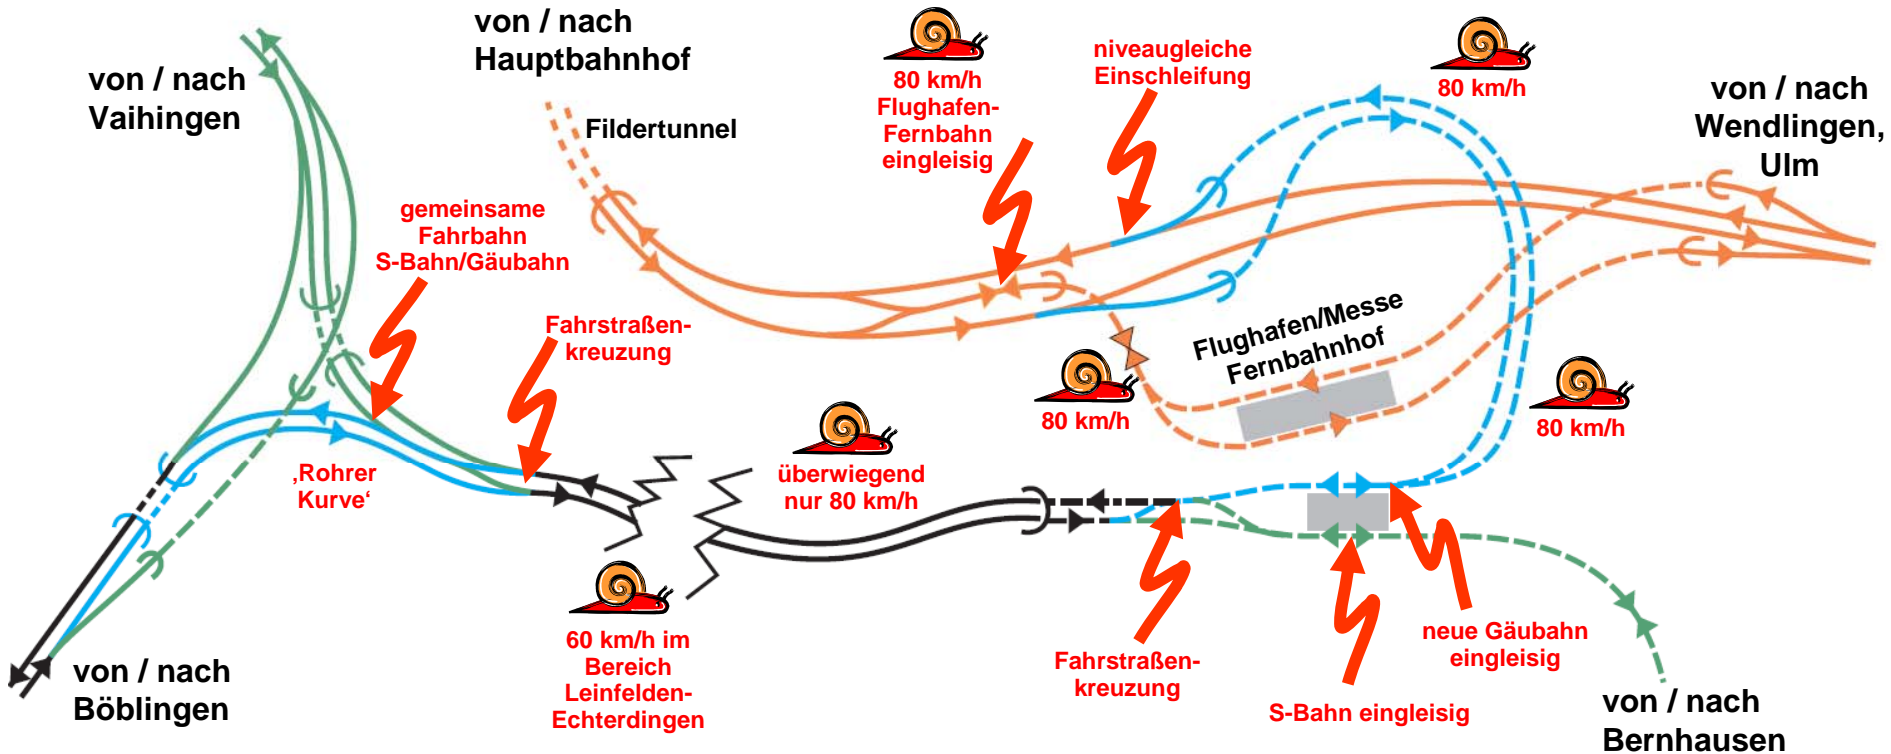 von / nach
Vaihingen
von / nach
Hauptbahnhof
Fildertunnel
80 km/h
Flughafen-
Fernbahn
eingleisig
niveaugleiche
Einschleifung
80 km/h
von / nach
Wendlingen,
Ulm
gemeinsame
Fahrbahn
S-Bahn/Gäubahn
Fahrstraßen-
kreuzung
Flughafen/Messe
Fernbahnhof
80 km/h
80 km/h
‚Rohrer
Kurve‘
überwiegend
nur 80 km/h
60 km/h im
Bereich
Leinfelden-
Echterdingen
Fahrstraßen-
kreuzung
neue Gäubahn
eingleisig
S-Bahn eingleisig
von / nach
Böblingen
von / nach
Bernhausen